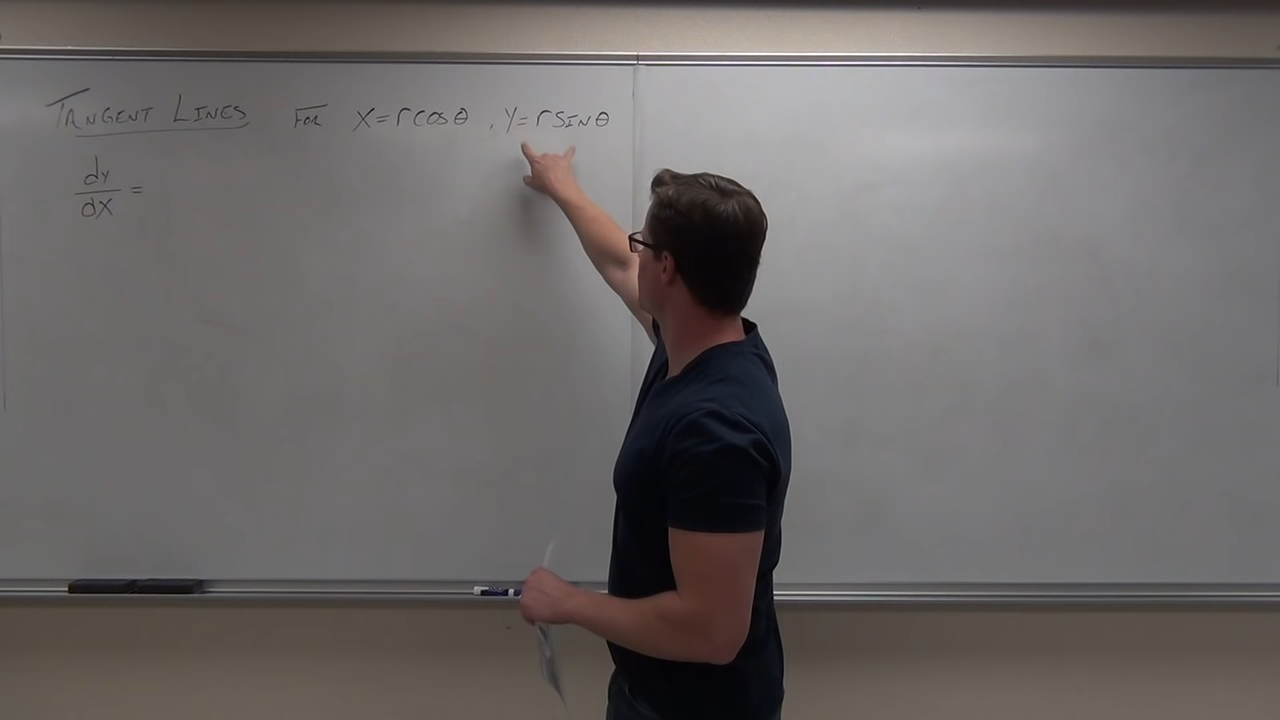 TANGENT LINES FOR X=rCOSθ, Y=rSINθ
dy/dx =